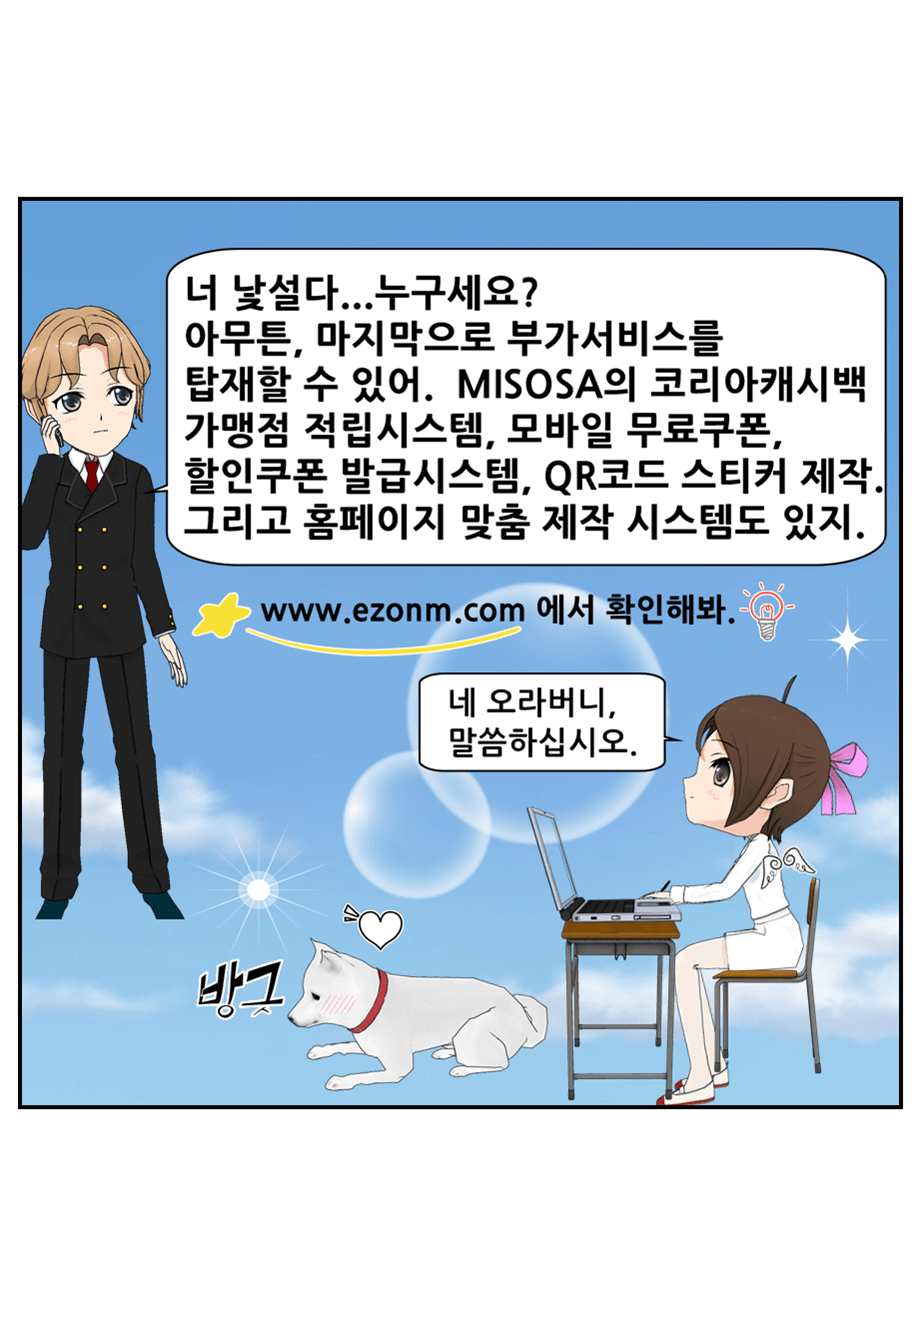 너 낯설다...누구세요?
아무튼, 마지막으로 부가서비스를
탑재할 수 있어.  MISOSA의 코리아캐시백
가맹점 적립시스템, 모바일 무료쿠폰,
할인쿠폰 발급시스템, QR코드 스티커 제작.
그리고 홈페이지 맞춤 제작 시스템도 있지.
www.ezonm.com 에서 확인해봐.
네 오라버니,
말씀하십시오.
방긋